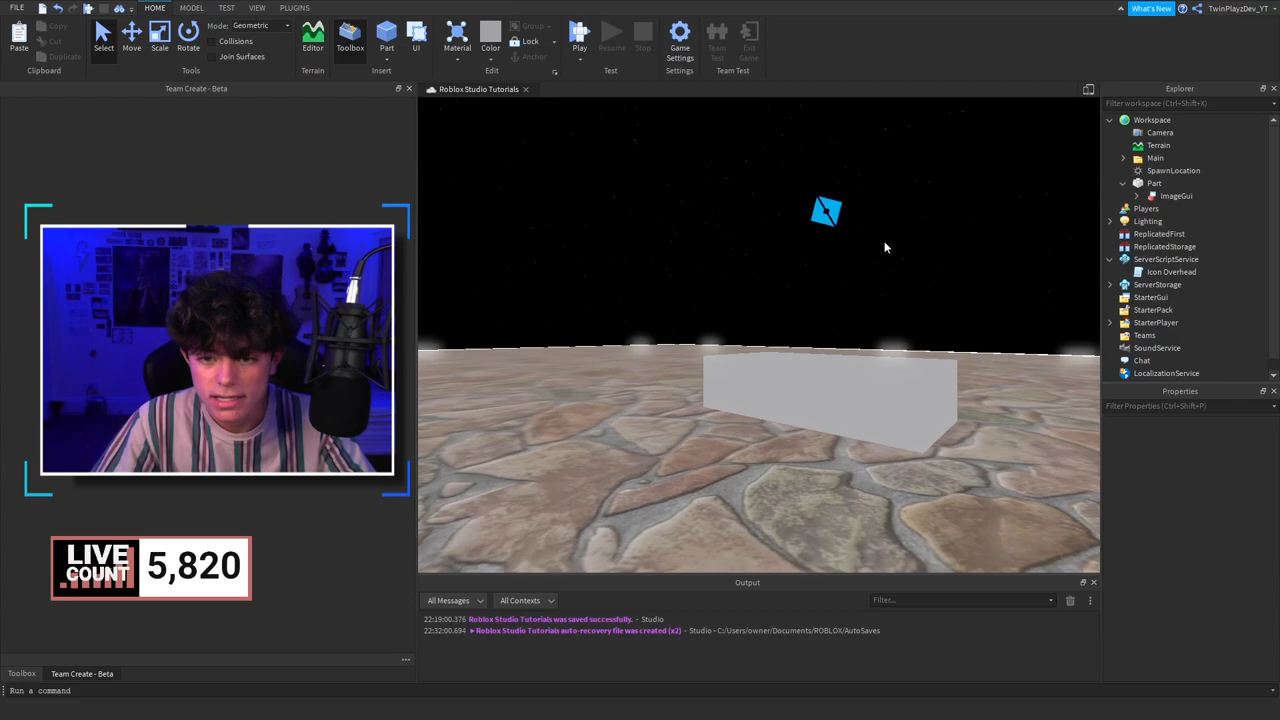 FILE
HOME
MODEL
TEST
VIEW
PLUGINS
What's New
TwinPlayzDev_YT
Paste
Copy
Cut
Duplicate
Clipboard
Select
Move
Scale
Rotate
Mode: Geometric
Collisions
Join Surfaces
Tools
Editor
Terrain
Toolbox
Part
UI
Insert
Material
Color
Group
Lock
Anchor
Edit
Play
Resume
Stop
Test
Game Settings
Settings
Team Test
Exit Game
Team Test
Team Create - Beta
Roblox Studio Tutorials
Explorer
Filter workspace (Ctrl+Shift+X)
Workspace
Camera
Terrain
Main
SpawnLocation
Part
ImageGui
Players
Lighting
ReplicatedFirst
ReplicatedStorage
ServerScriptService
Icon Overhead
ServerStorage
StarterGui
StarterPack
StarterPlayer
Teams
SoundService
Chat
LocalizationService
Properties
Filter Properties (Ctrl+Shift+P)
LIVE
COUNT
5,820
Output
All Messages
All Contexts
Filter...
22:19:00.376 Roblox Studio Tutorials was saved successfully. - Studio
22:32:00.694 ▶ Roblox Studio Tutorials auto-recovery file was created (x2) - Studio - C:/Users/owner/Documents/ROBLOX/AutoSaves
Toolbox
Team Create - Beta
Run a command